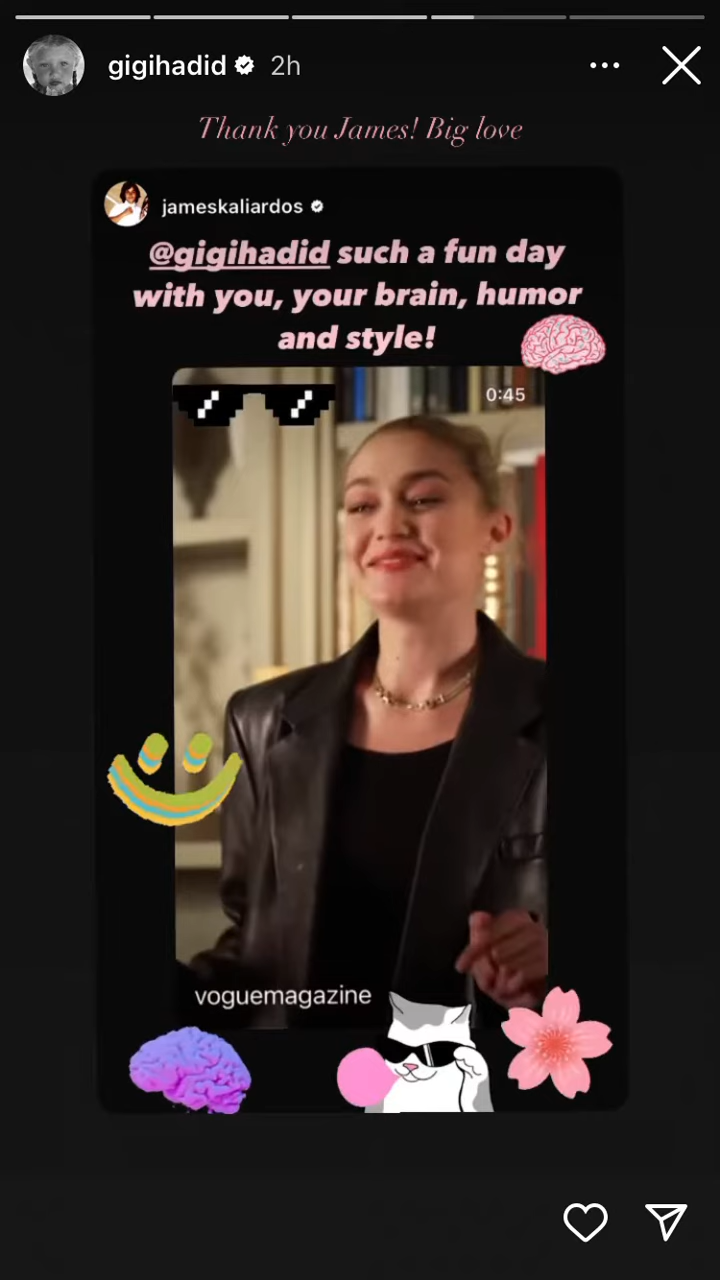 gigihadid 2h
Thank you James! Big love
jameskaliardos
@gigihadid such a fun day
with you, your brain, humor
and style!
0:45
voguemagazine